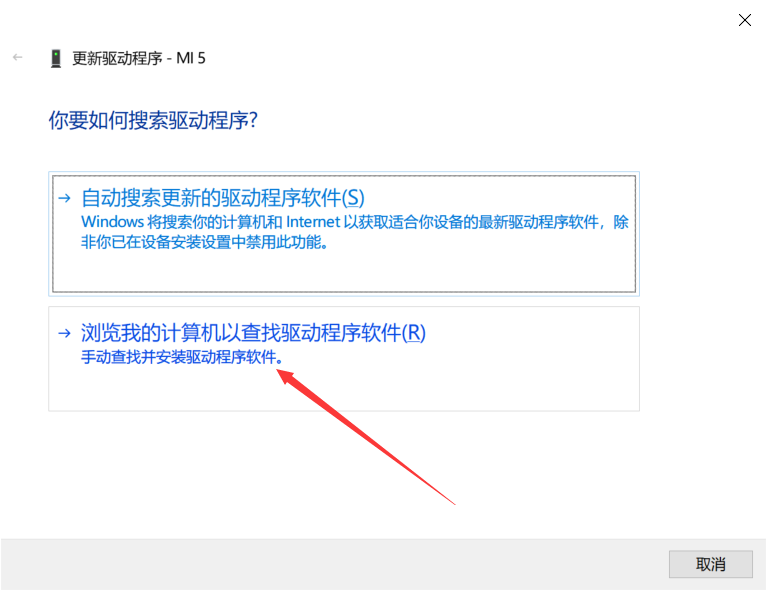 更新驱动程序 - MI 5
你要如何搜索驱动程序?
自动搜索更新的驱动程序软件(S)
Windows 将搜索你的计算机和 Internet 以获取适合你设备的最新驱动程序软件，除
非你已在设备安装设置中禁用此功能。
浏览我的计算机以查找驱动程序软件(R)
手动查找并安装驱动程序软件。
取消